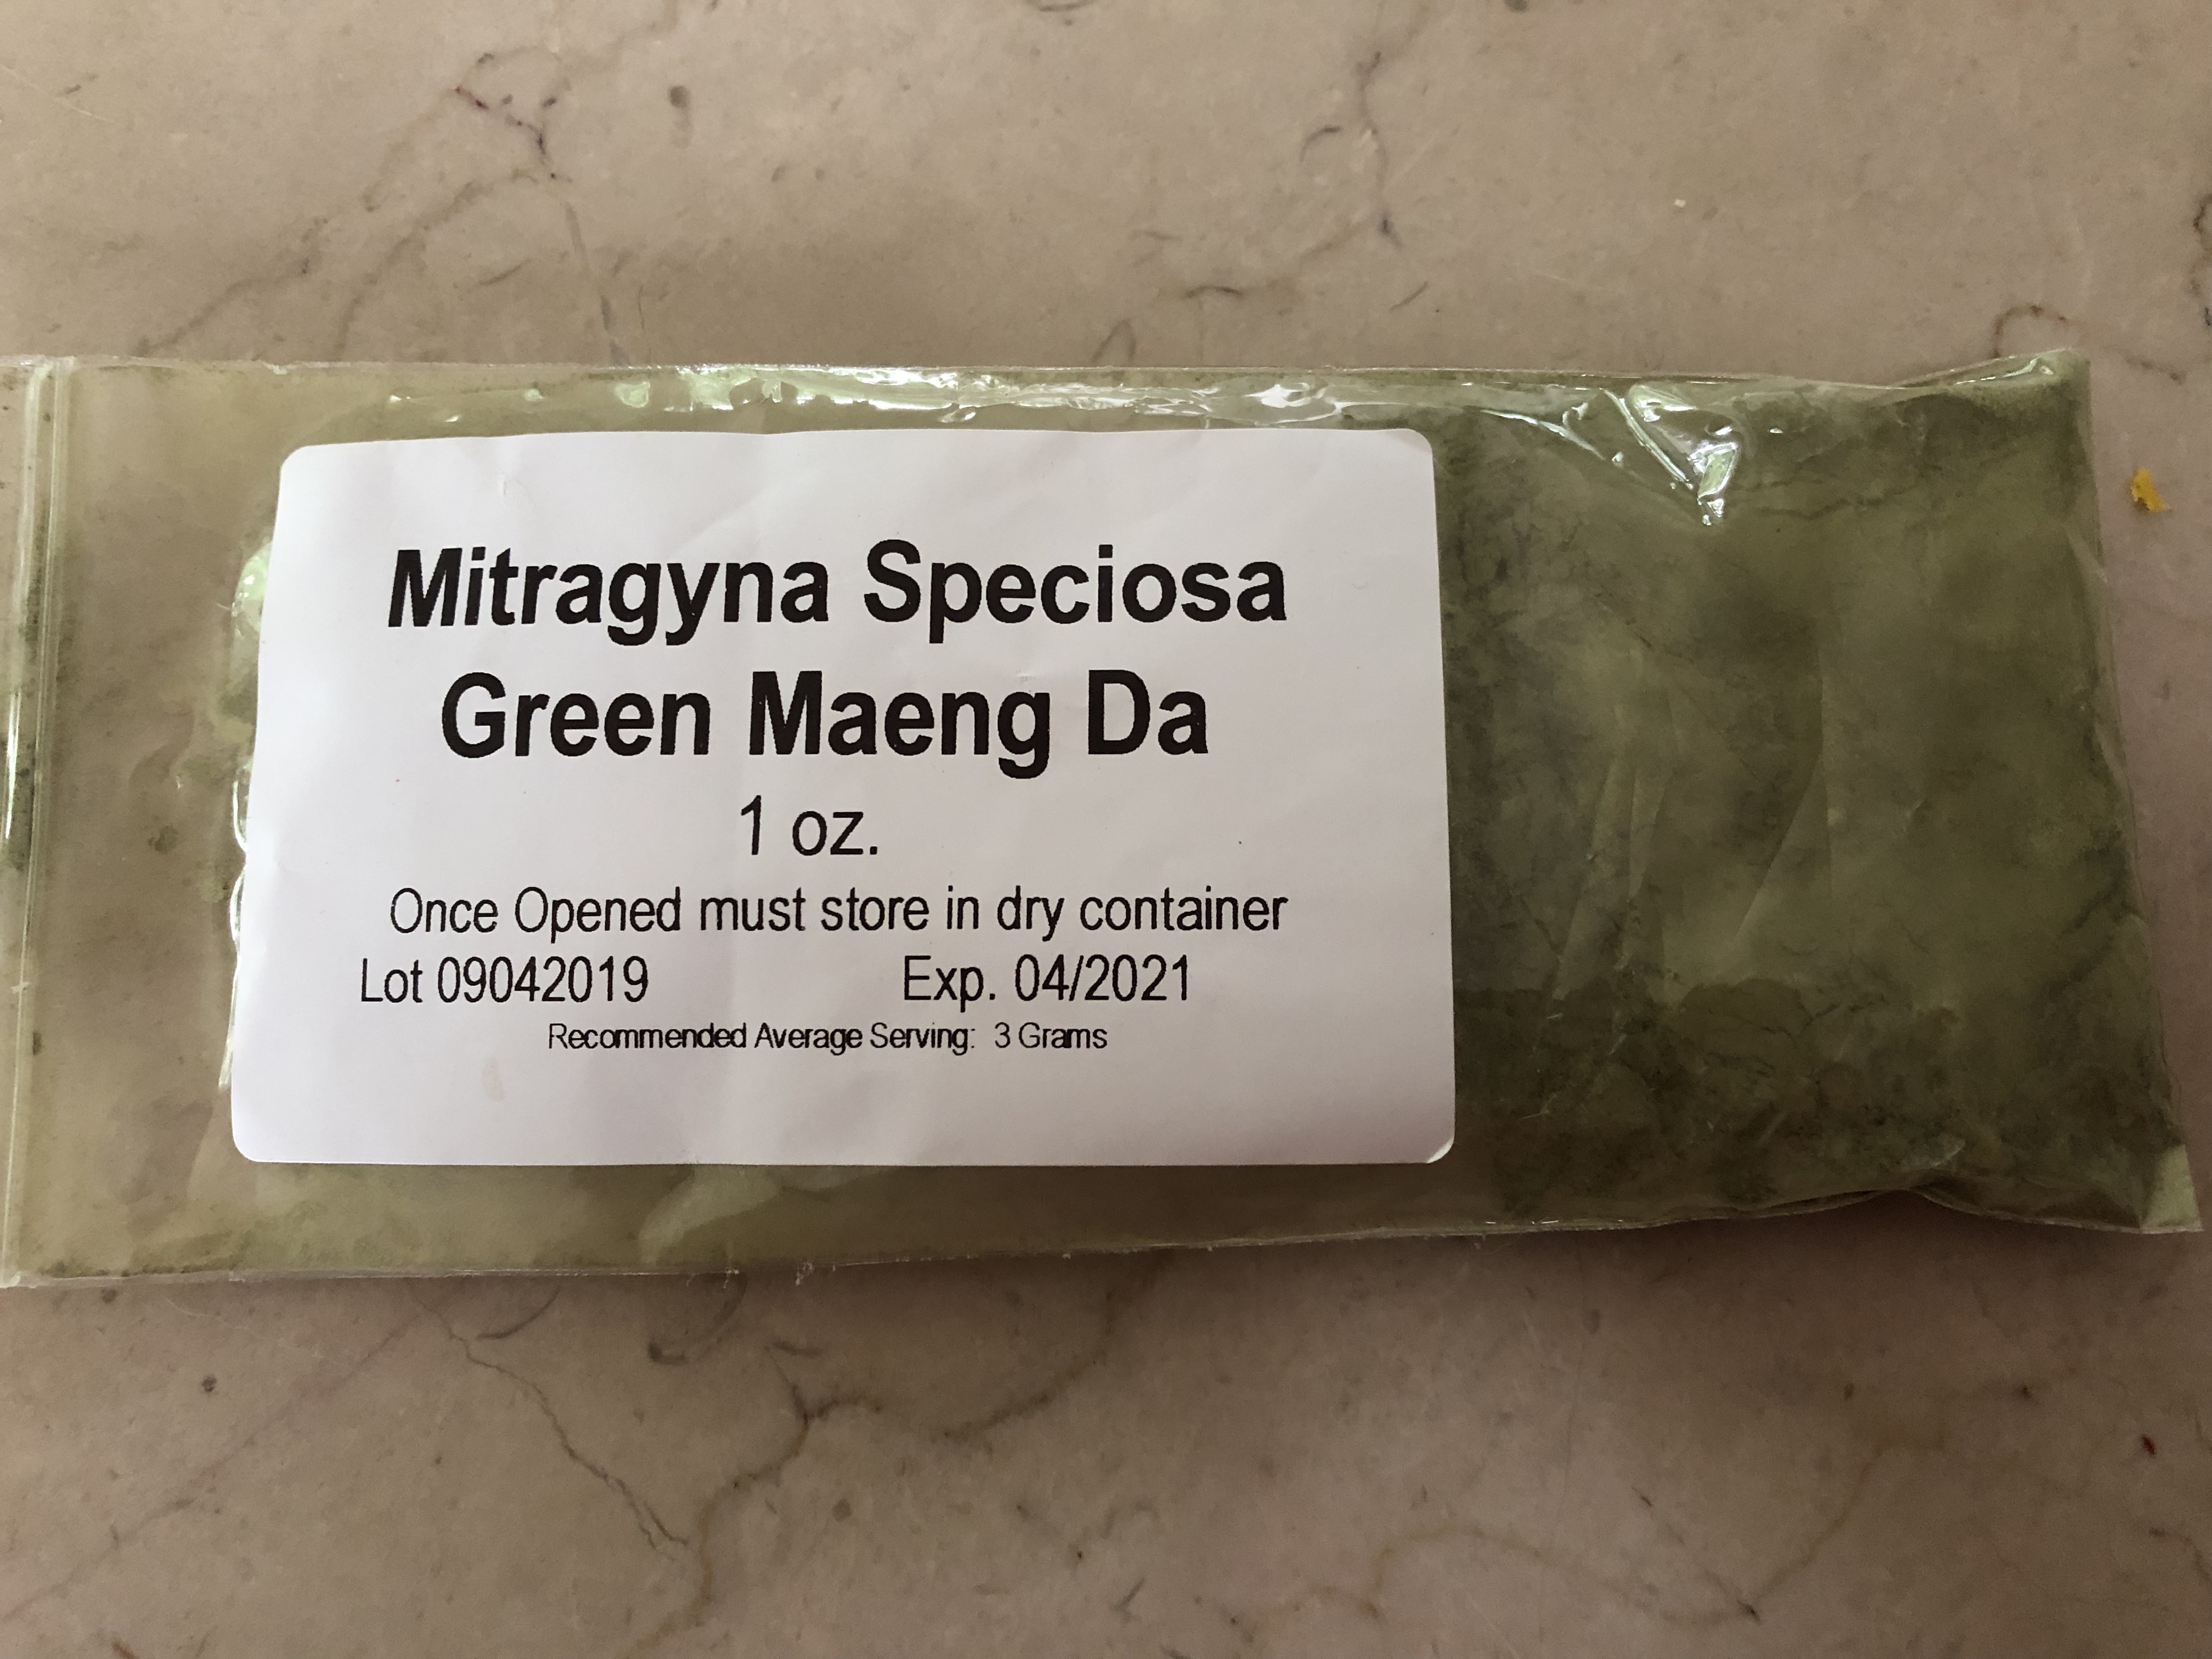 Mitragyna Speciosa
Green Maeng Da
1 oz.
Once Opened must store in dry container
Lot 09042019 Exp. 04/2021
Recommended Average Serving: 3 Grams